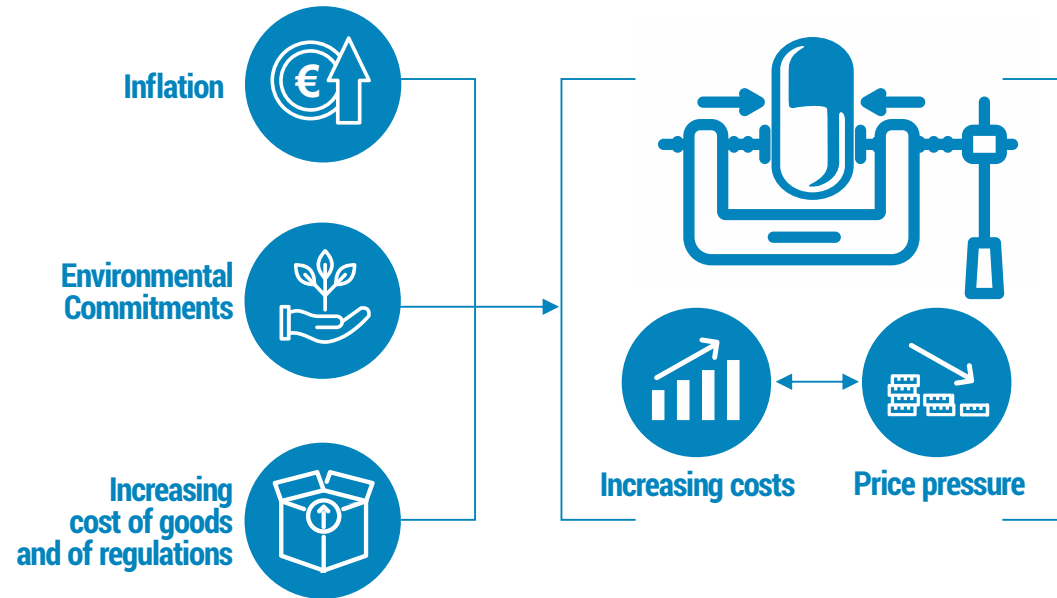 Inflation
€
Environmental
Commitments
Increasing
cost of goods
and of regulations
Increasing costs
Price pressure